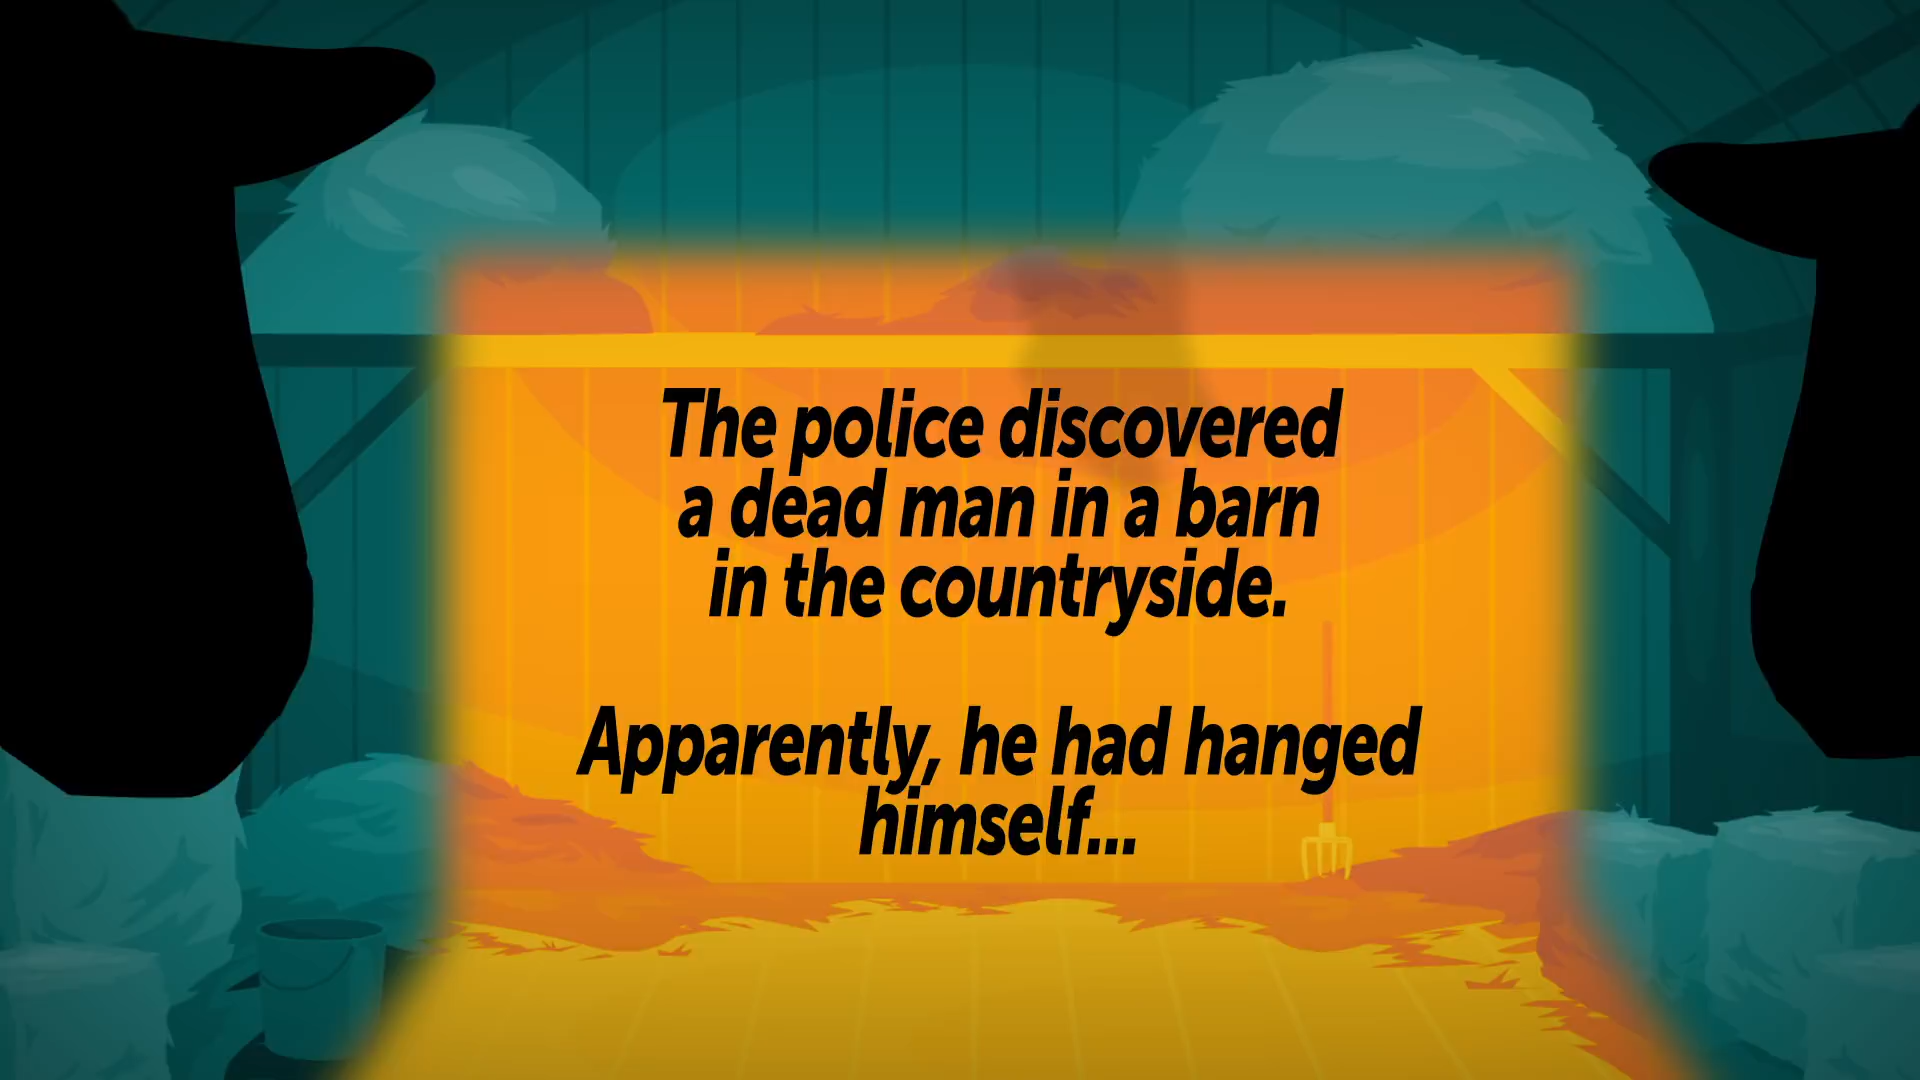 The police discovered
a dead man in a barn
in the countryside.
Apparently, he had hanged
himself...